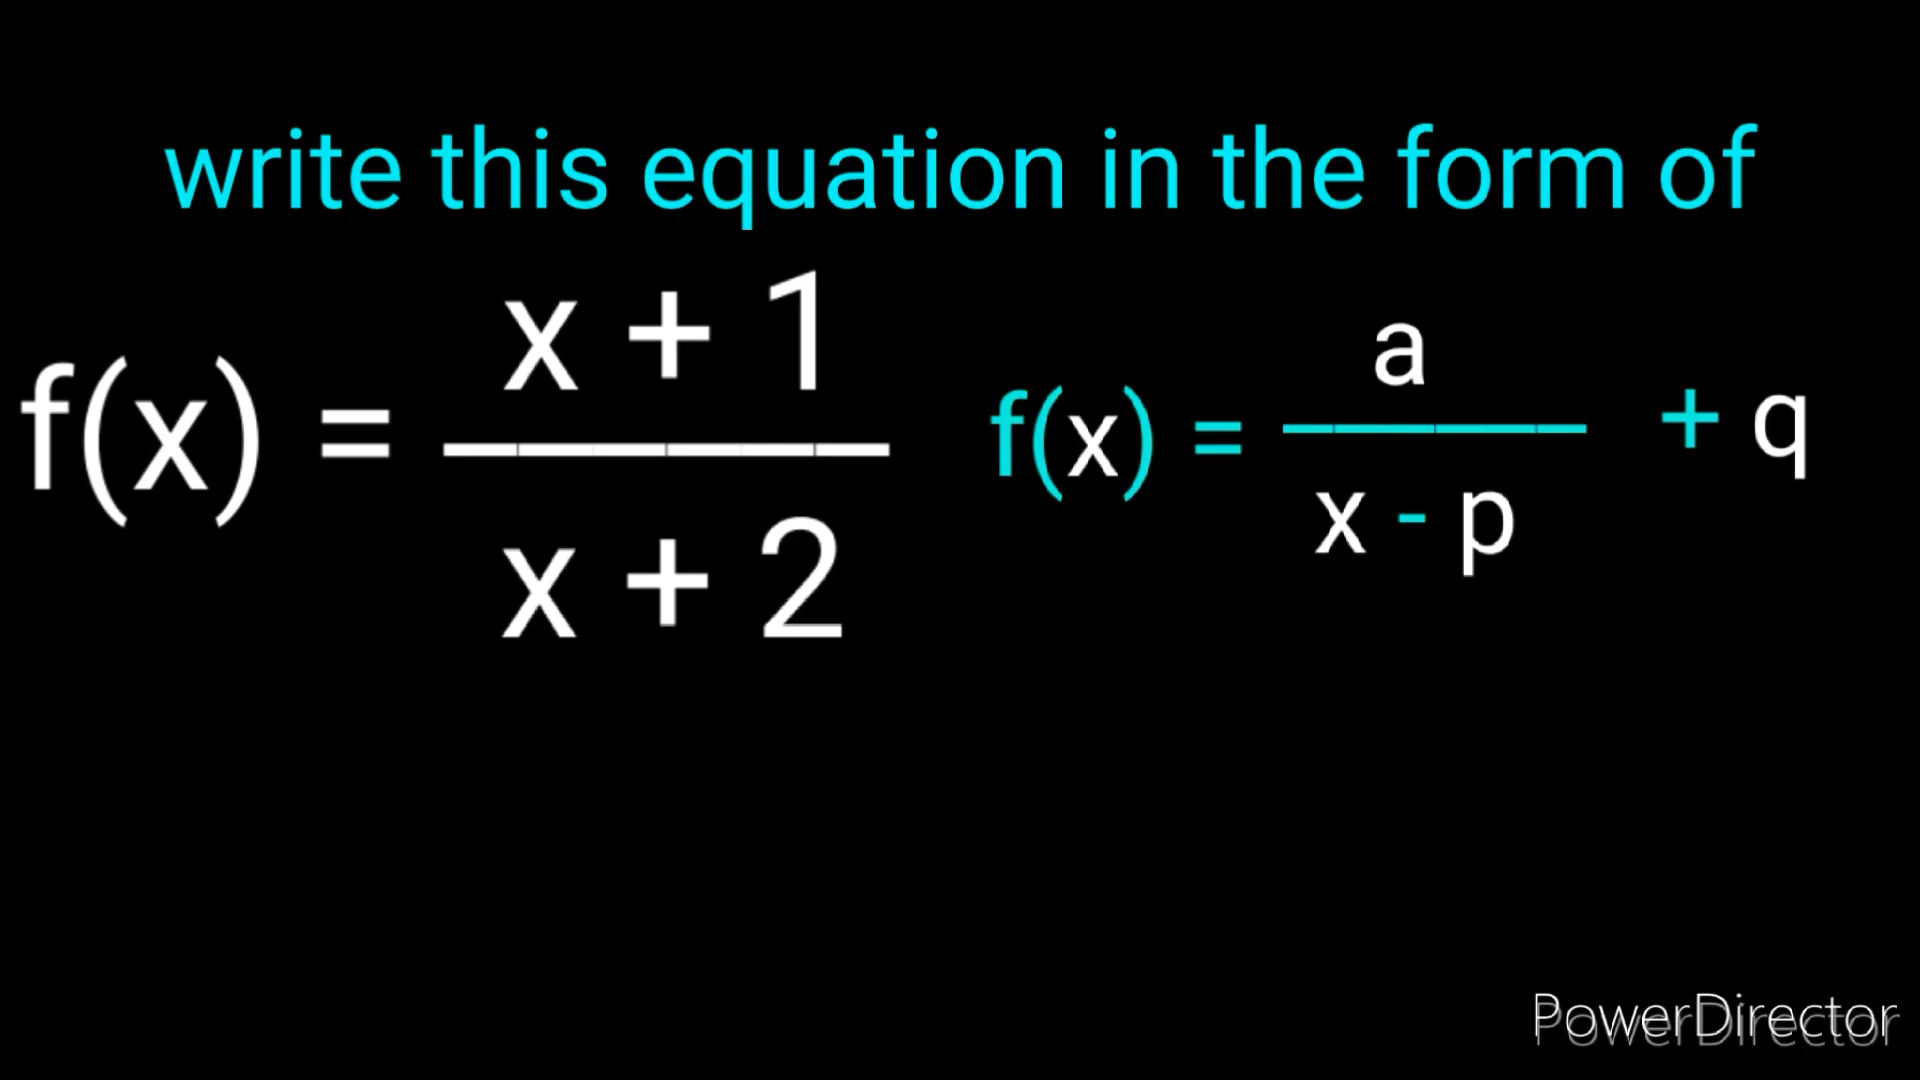 write this equation in the form of
f(x) = x + 1
x + 2
f(x) = a
x - p
+ q
PowerDirector